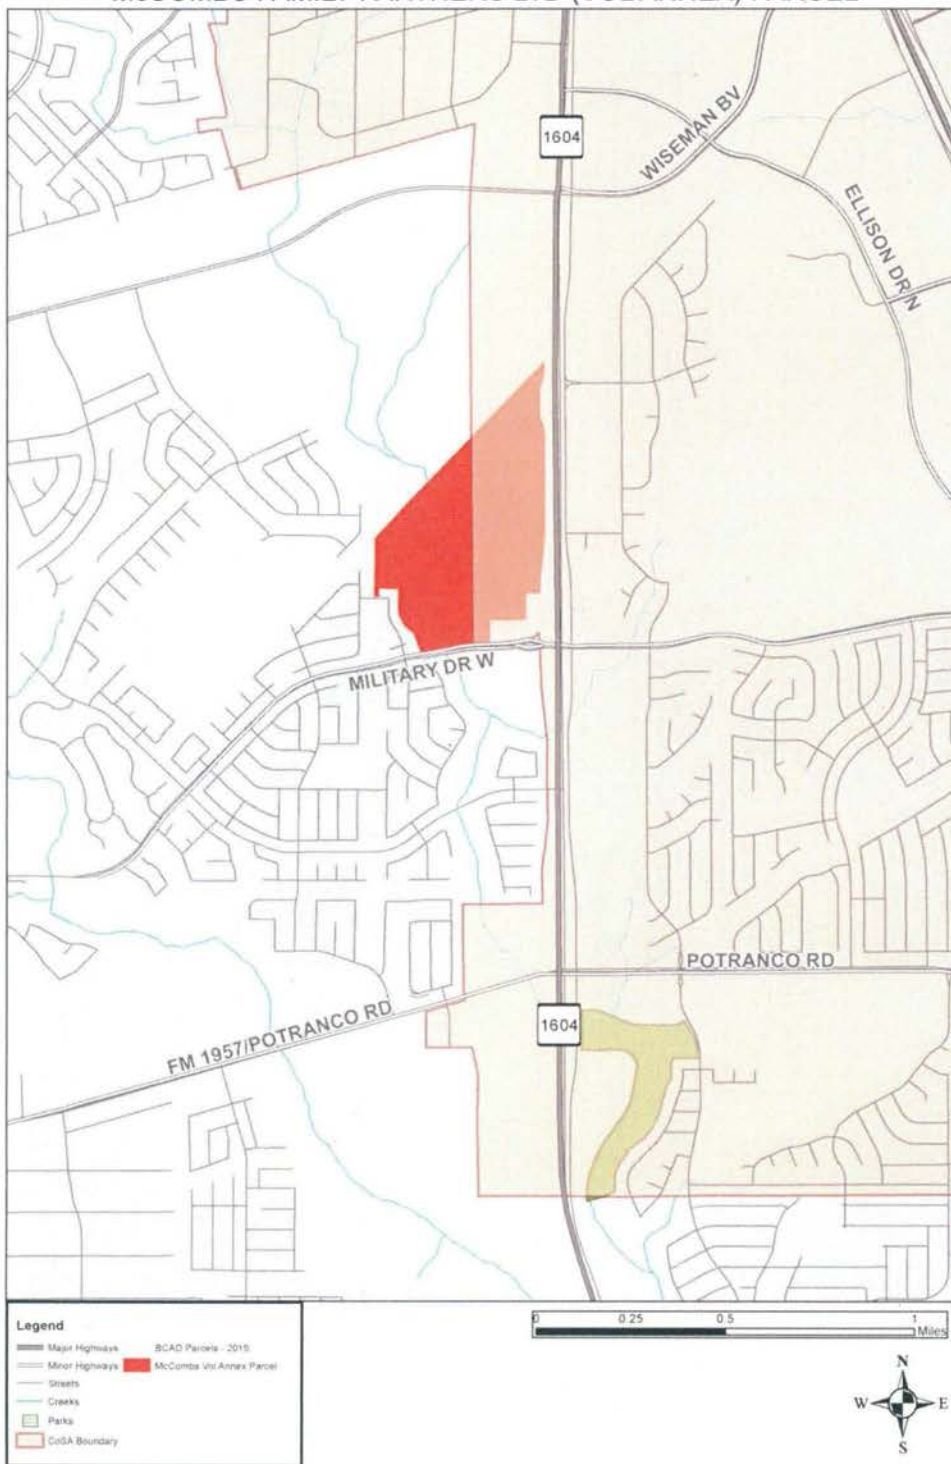 1604
WISEMAN BV
ELLISON DR N
MILITARY DR W
POTRANCO RD
1604
FM 1957/POTRANCO RD
Legend
Major Highways
Minor Highways
Streets
Creeks
Parks
CoSA Boundary
BCAD Parcels - 2015
McCombs Vol Annex Parcel
0 0.25 0.5 1
Miles
N
W E
S